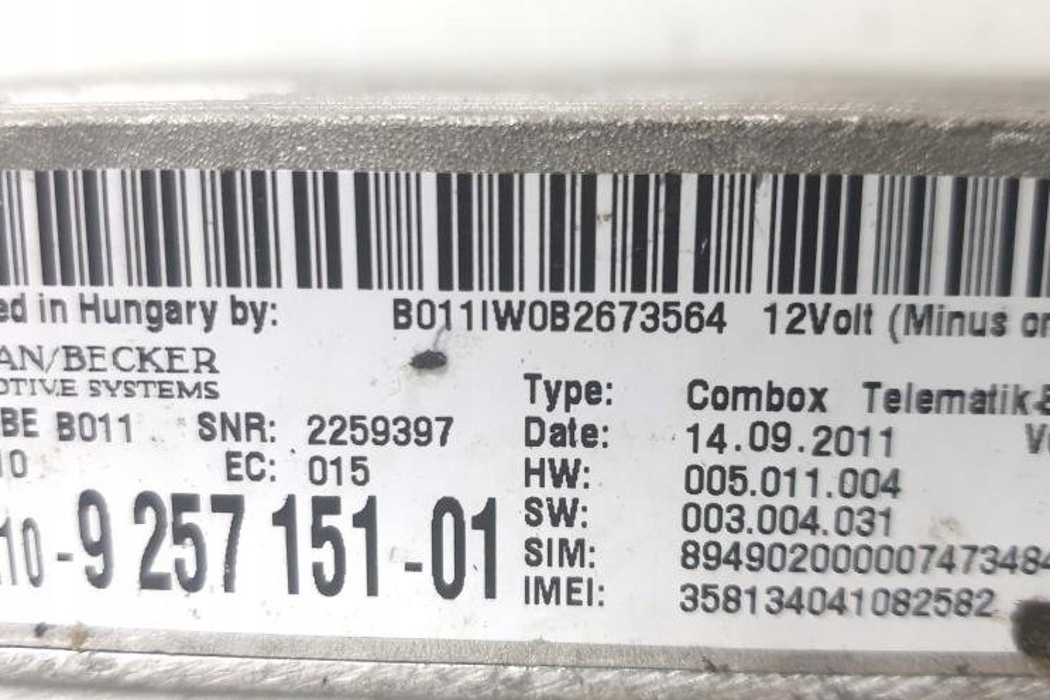 ed in Hungary by: B011IW0B2673564 12Volt (Minus
AN/BECKER
OTIVE SYSTEMS
Type: Combox Telematik&
BE B011 SNR: 2259397
Date: 14.09.2011
10 EC: 015
HW: 005.011.004
10-9 257 151-01
SW: 003.004.031
SIM: 8949020000007473484
IMEI: 358134041082582